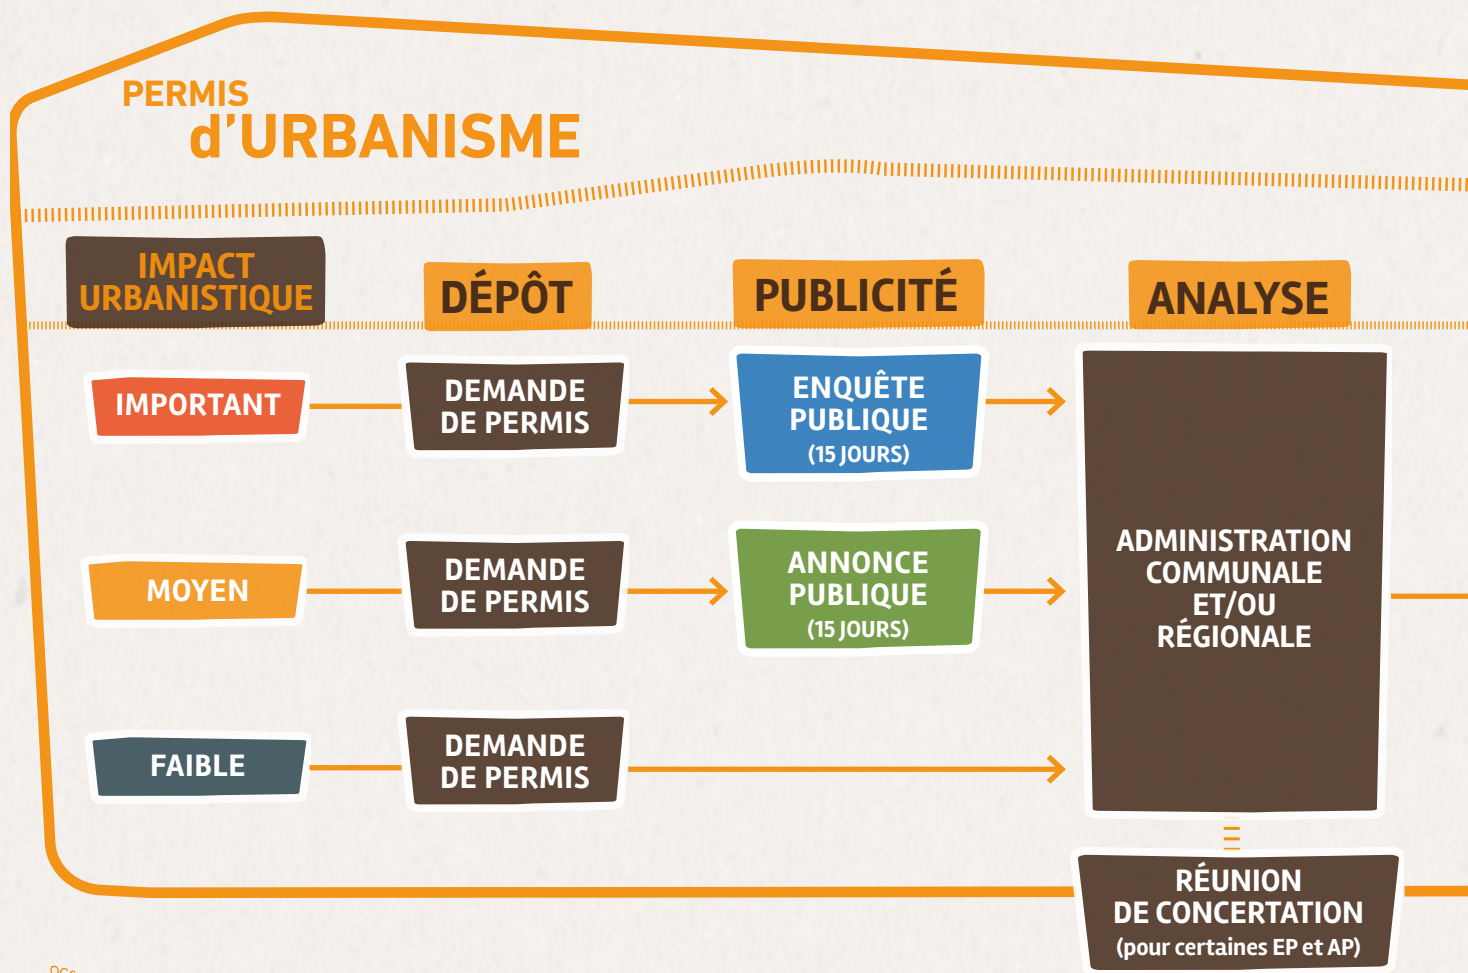 PERMIS
d'URBANISME
IMPACT
URBANISTIQUE
DÉPÔT
PUBLICITÉ
ANALYSE
IMPORTANT
DEMANDE
DE PERMIS
ENQUÊTE
PUBLIQUE
(15 JOURS)
MOYEN
DEMANDE
DE PERMIS
ANNONCE
PUBLIQUE
(15 JOURS)
ADMINISTRATION
COMMUNALE
ET/OU
RÉGIONALE
FAIBLE
DEMANDE
DE PERMIS
RÉUNION
DE CONCERTATION
(pour certaines EP et AP)